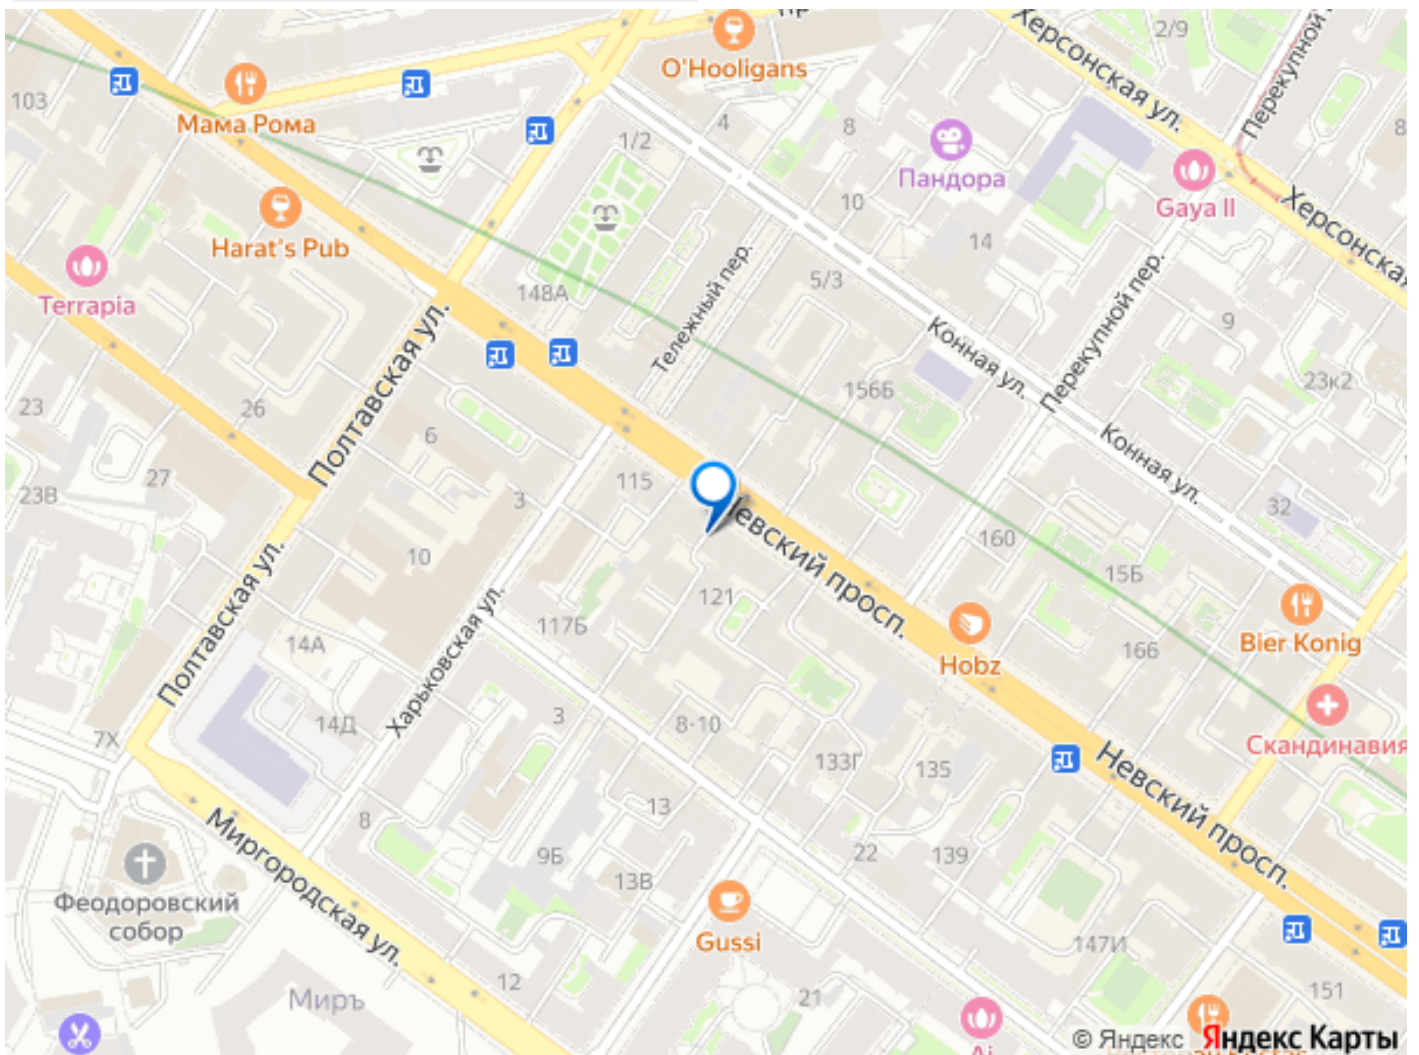 O'Hooligans
Херсонская ул.
2/9
Перекупной
103
Мама Рома
1/2
4
8
8
Пандора
Gaya II
10
Херсонская
Harat's Pub
14
Terrapia
148А
Тележный пер.
5/3
Перекупной пер.
9
Полтавская ул.
Конная ул.
23к2
23
26
156Б
6
Конная ул.
27
115
23В
3
32
Невский просп.
160
10
15Б
121
Полтавская ул.
117Б
Bier Konig
14А
Харьковская ул.
Hobz
166
14Д
3
8-10
7Х
Скандинавия
133Г
135
Невский просп.
13
8
Миргородская ул.
9Б
22
139
13В
Феодоровский
собор
Gussi
147И
12
Миръ
21
151
© Яндекс Яндекс Карты